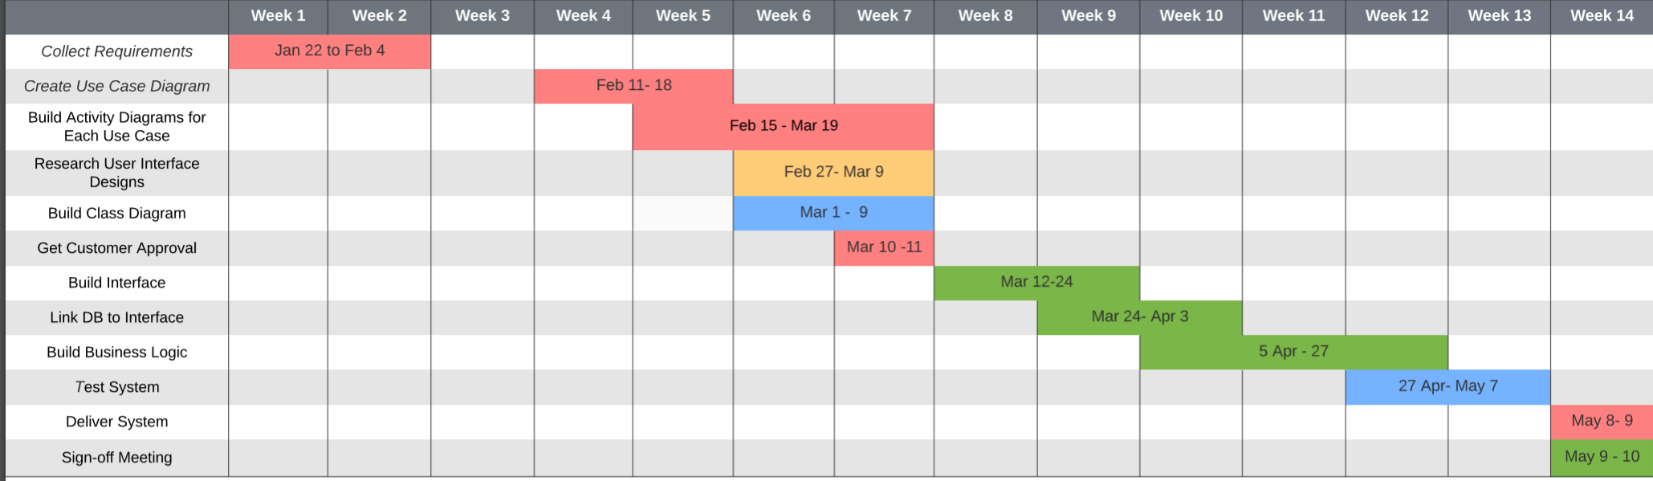 Week 1 Week 2 Week 3 Week 4 Week 5 Week 6 Week 7 Week 8 Week 9 Week 10 Week 11 Week 12 Week 13 Week 14
Collect Requirements Jan 22 to Feb 4
Create Use Case Diagram Feb 11- 18
Build Activity Diagrams for
Each Use Case
Feb 15 - Mar 19
Research User Interface
Designs
Feb 27- Mar 9
Build Class Diagram Mar 1 -  9
Get Customer Approval Mar 10 -11
Build Interface Mar 12-24
Link DB to Interface Mar 24- Apr 3
Build Business Logic 5 Apr - 27
Test System 27 Apr- May 7
Deliver System May 8- 9
Sign-off Meeting May 9 - 10